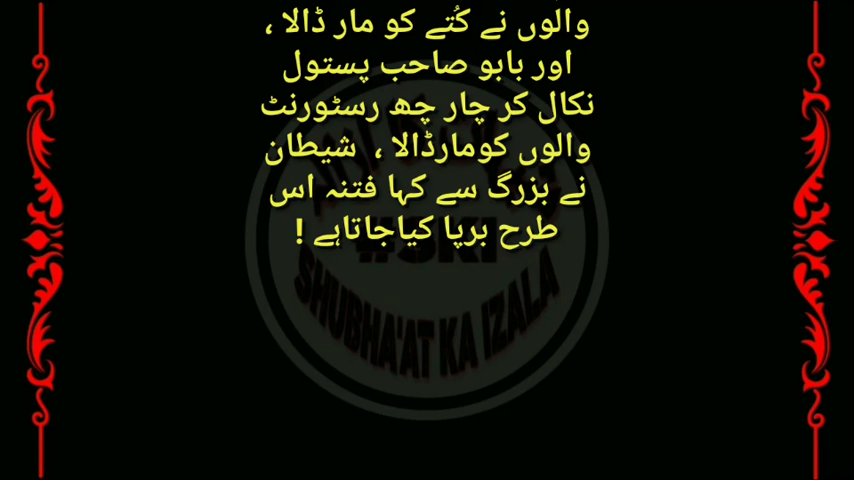 والوں نے کُتے کو مار ڈالا ،
اور بابو صاحب پستول
نکال کر چار چھ رسٹورنٹ
والوں کومارڈالا ، شیطان
نے بزرگ سے کہا فتنہ اس
طرح برپا کیاجاتاہے !
#SKI
SHUBHA'AT KA IZALA